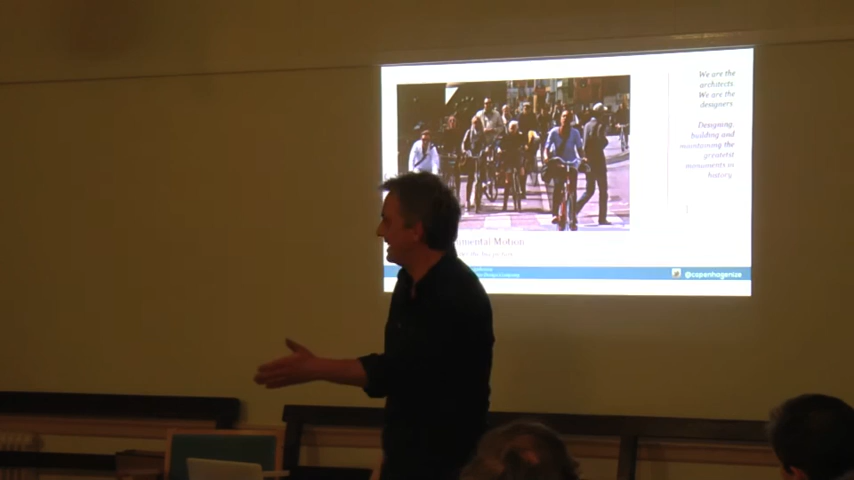 We are the
architects
We are the
designers
Designing,
building and
maintaining the
greatest
monuments in
history
mental Motion
@copenhagenize